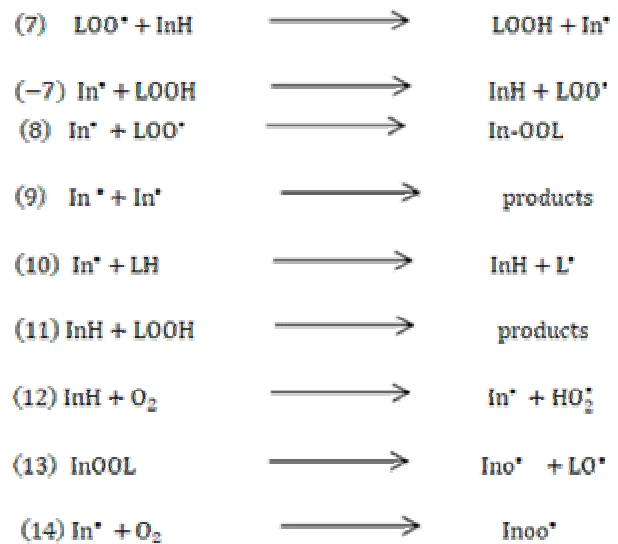 (7) LOO• + InH ⟶ LOOH + In•
(−7) In• + LOOH ⟶ InH + LOO•
(8) In• + LOO• ⟶ In-OOL
(9) In • + In• ⟶ products
(10) In• + LH ⟶ InH + L•
(11) InH + LOOH ⟶ products
(12) InH + O₂ ⟶ In• + HO₂•
(13) InOOL ⟶ Ino• + LO•
(14) In• + O₂ ⟶ Inoo•